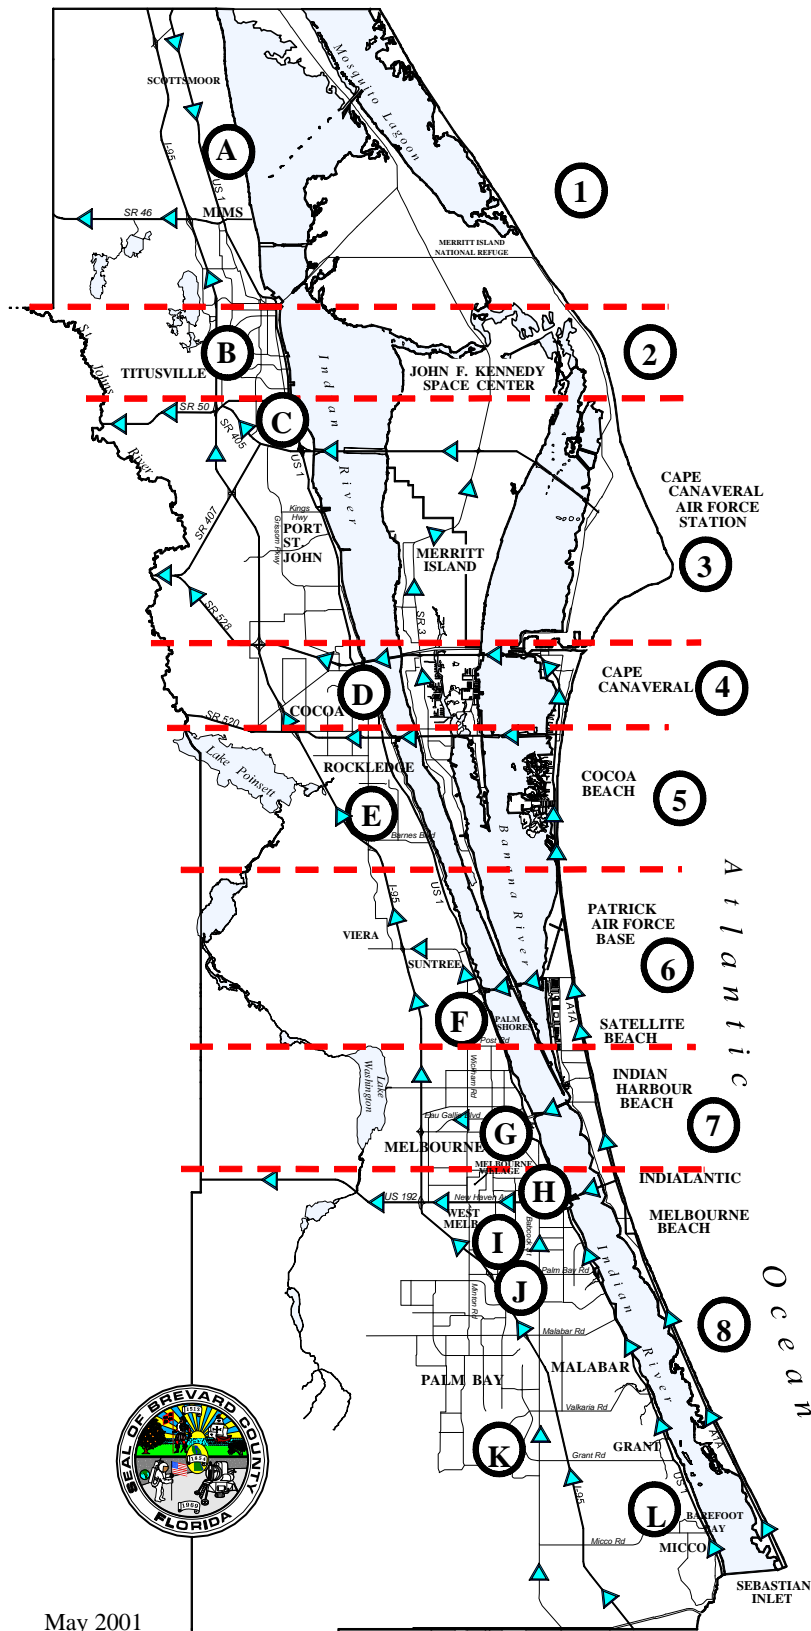 Mosquito Lagoon
SCOTTSMOOR
I-95
A
US 1
1
SR 46
MIMS
MERRITT ISLAND
NATIONAL REFUGE
St.
Johns
River
B
2
TITUSVILLE
Indian
River
JOHN F. KENNEDY
SPACE CENTER
SR 50
SR 405
C
US 1
CAPE
CANAVERAL
AIR FORCE
STATION
SR 407
Kings
Hwy
Grissom Pkwy
PORT
ST.
JOHN
MERRITT
ISLAND
3
SR 528
SR 3
CAPE
CANAVERAL
4
D
COCOA
SR 520
Lake Poinsett
ROCKLEDGE
COCOA
BEACH
5
E
Barnes Blvd
Banana River
I-95
US 1
Atlantic
VIERA
SUNTREE
PATRICK
AIR FORCE
BASE
6
F
PALM
SHORES
A1A
SATELLITE
BEACH
Post Rd
Lake
Washington
Wickham Rd
INDIAN
HARBOUR
BEACH
Eau Gallie Blvd
G
7
MELBOURNE
MELBOURNE
VILLAGE
INDIALANTIC
H
US 192
New Haven A
WEST
MELB
MELBOURNE
BEACH
I
Babcock
Indian
River
J
Palm Bay Rd
Minton Rd
Ocean
8
Malabar Rd
MALABAR
PALM BAY
SEAL OF BREVARD COUNTY
FLORIDA
1513
1854
1969
Valkaria Rd
A1A
K
GRANT
Grant Rd
I-95
US 1
L
BAREFOOT
BAY
Micco Rd
MICCO
SEBASTIAN
INLET
May 2001